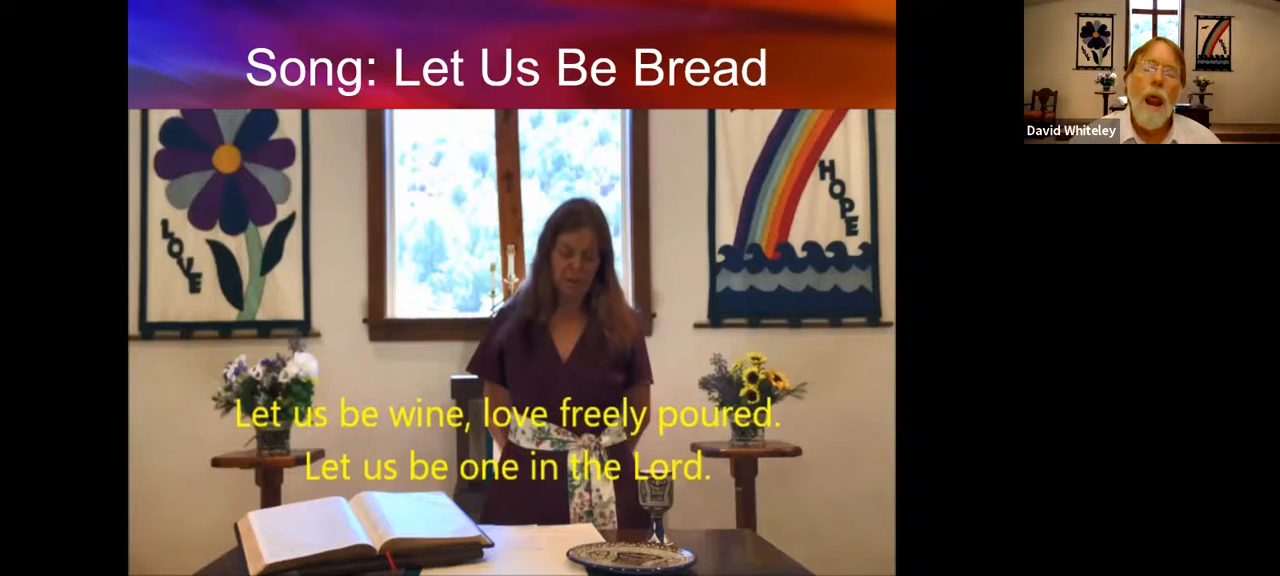 Song: Let Us Be Bread
David Whiteley
LOVE
HOPE
Let us be wine, love freely poured.
Let us be one in the Lord.